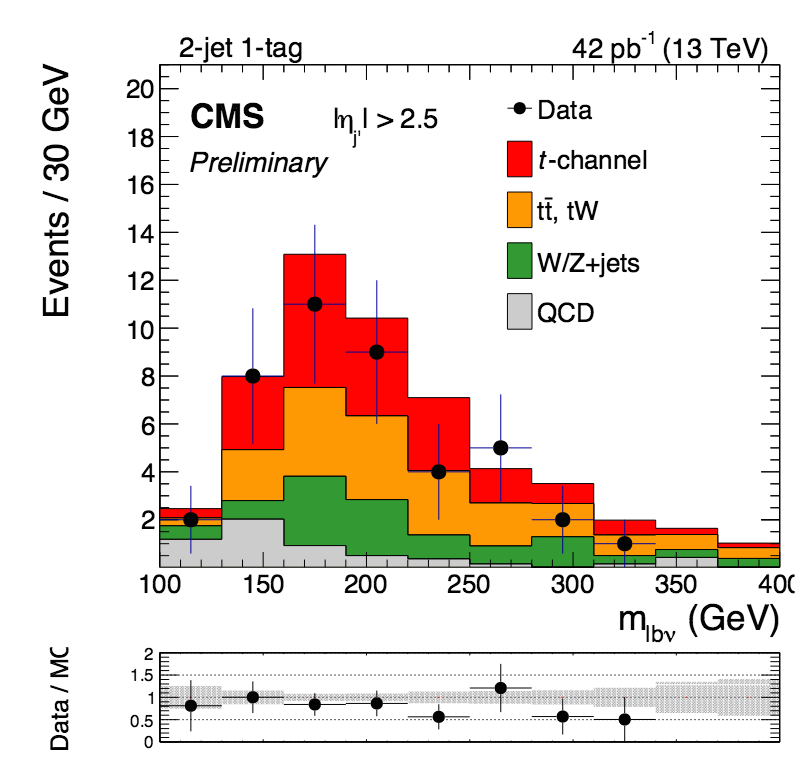 2-jet 1-tag 42 pb⁻¹ (13 TeV)
Events / 30 GeV
20
18
16
14
12
10
8
6
4
2
CMS
Preliminary
|ηj'| > 2.5
Data
t-channel
tt̄, tW
W/Z+jets
QCD
100 150 200 250 300 350 400
mlbν (GeV)
Data / MC
2
1.5
1
0.5
0